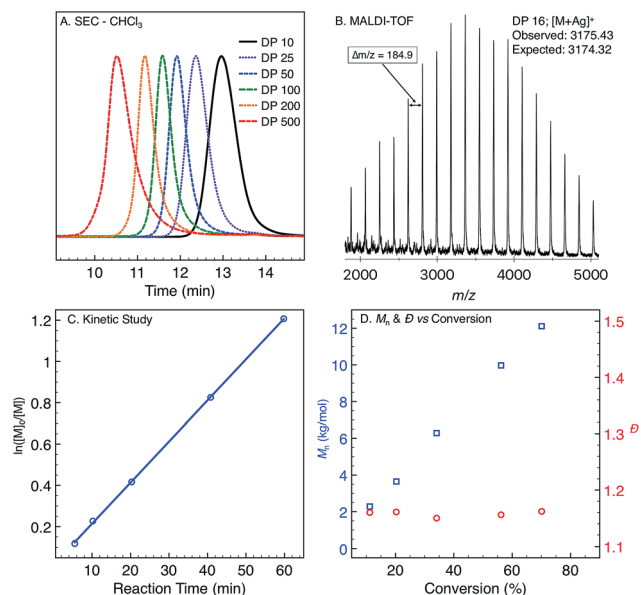 A. SEC - CHCl₃
DP 10
DP 25
DP 50
DP 100
DP 200
DP 500
10 11 12 13 14
Time (min)
B. MALDI-TOF
DP 16; [M+Ag]⁺
Observed: 3175.43
Expected: 3174.32
Δm/z = 184.9
2000 3000 4000 5000
m/z
C. Kinetic Study
ln([M]₀/[M])
1.2
1
0.8
0.6
0.4
0.2
10 20 30 40 50 60
Reaction Time (min)
D. Mₙ & Đ vs Conversion
Mₙ (kg/mol)
12
10
8
6
4
2
0
1.5
1.4
1.3
1.2
1.1
Đ
20 40 60 80
Conversion (%)